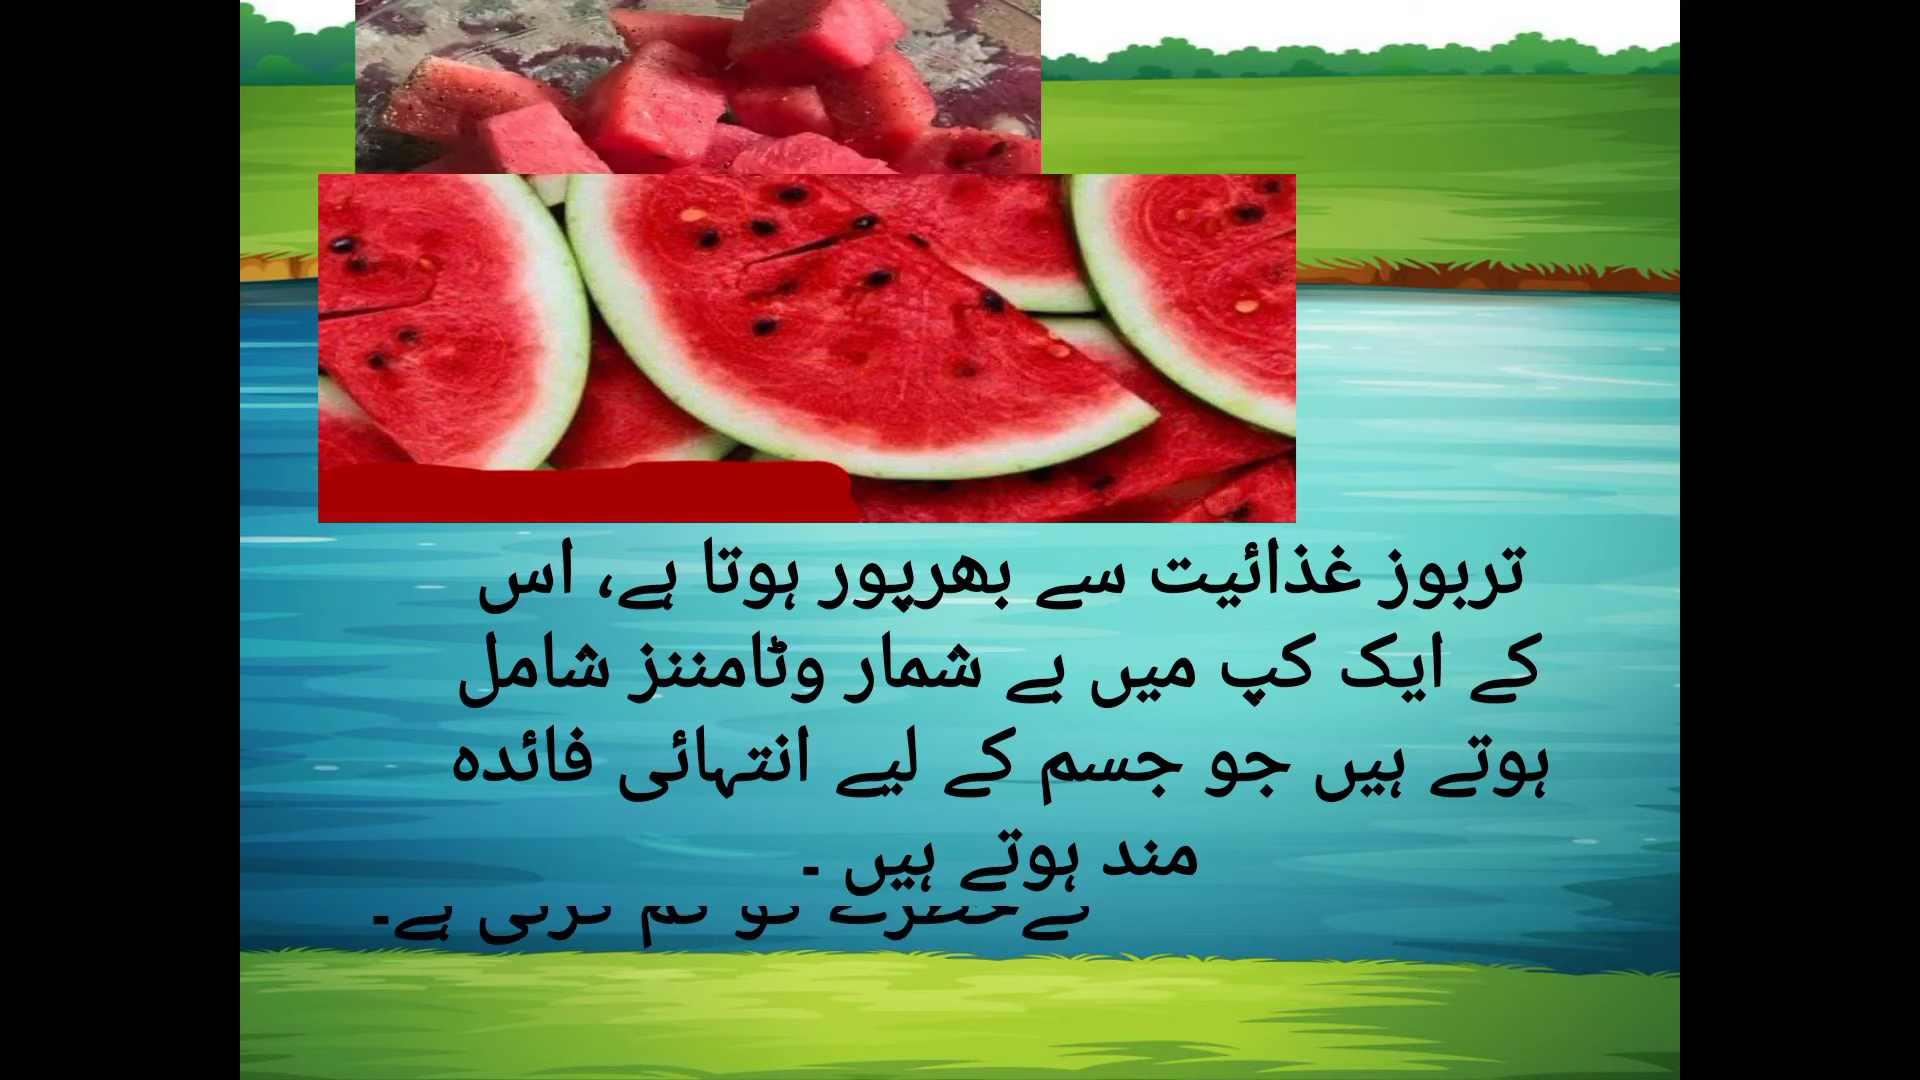 تربوز غذائیت سے بھرپور ہوتا ہے، اس
کے ایک کپ میں بے شمار وٹامننز شامل
ہوتے ہیں جو جسم کے لیے انتہائی فائدہ
مند ہوتے ہیں ۔
ہے۔